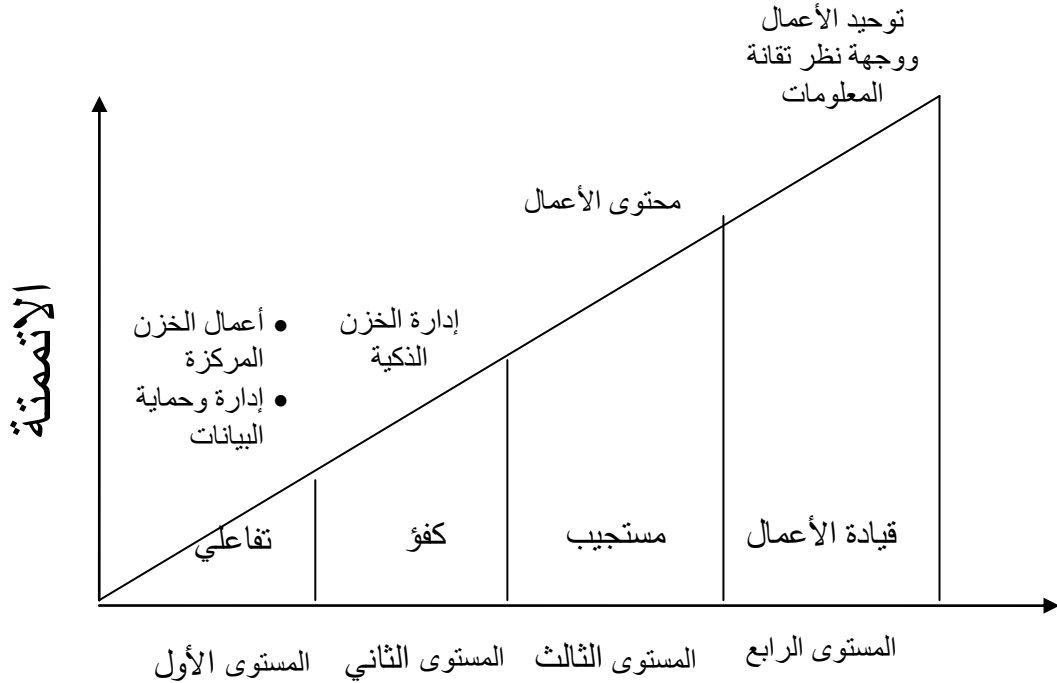 توحيد الأعمال
ووجهة نظر تقانة
المعلومات
محتوى الأعمال
إدارة الخزن
الذكية
• أعمال الخزن
المركزة
• إدارة وحماية
البيانات
الاتمتة
تفاعلي
كفؤ
مستجيب
قيادة الأعمال
المستوى الأول
المستوى الثاني
المستوى الثالث
المستوى الرابع